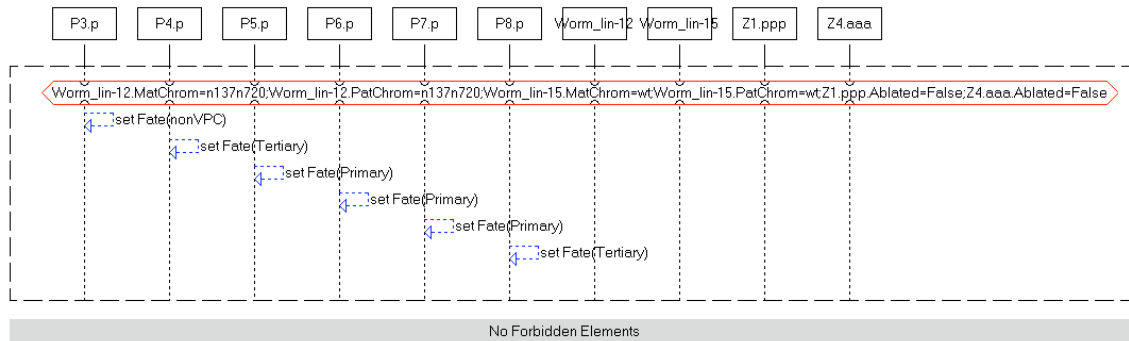 P3.p P4.p P5.p P6.p P7.p P8.p Worm_lin-12 Worm_lin-15 Z1.ppp Z4.aaa
Worm_lin-12.MatChrom=n137n720;Worm_lin-12.PatChrom=n137n720;Worm_lin-15.MatChrom=wt;Worm_lin-15.PatChrom=wt;Z1.ppp.Ablated=False;Z4.aaa.Ablated=False
set Fate(nonVPC)
set Fate(Tertiary)
set Fate(Primary)
set Fate(Primary)
set Fate(Primary)
set Fate(Tertiary)
No Forbidden Elements